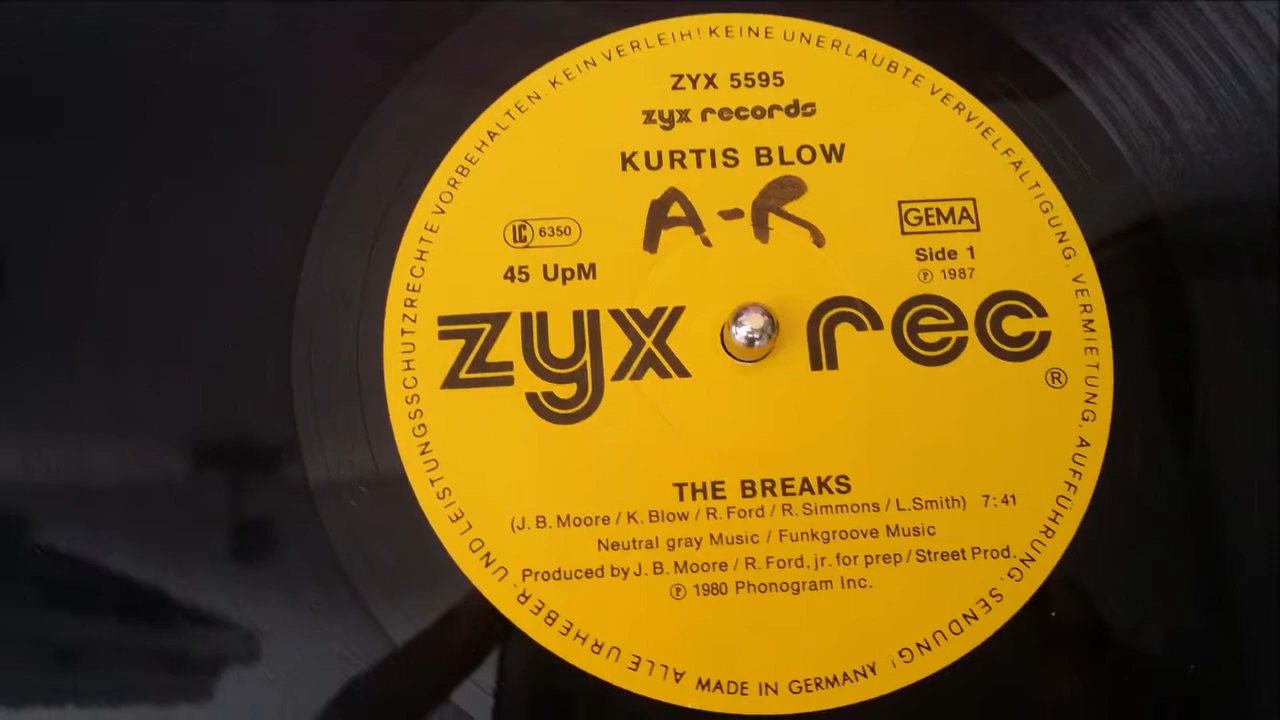 ALLE URHEBER- UND LEISTUNGSSCHUTZRECHTE VORBEHALTEN. KEIN VERLEIH! KEINE UNERLAUBTE VERVIELFÄLTIGUNG, VERMIETUNG, AUFFÜHRUNG, SENDUNG!
ZYX 5595
zyx records
KURTIS BLOW
A-R
LC 6350
GEMA
45 UpM
Side 1
℗ 1987
zyx rec
®
THE BREAKS
(J. B. Moore / K. Blow / R. Ford / R. Simmons / L. Smith) 7:41
Neutral gray Music / Funkgroove Music
Produced by J. B. Moore / R. Ford, jr. for prep / Street Prod.
℗ 1980 Phonogram Inc.
MADE IN GERMANY